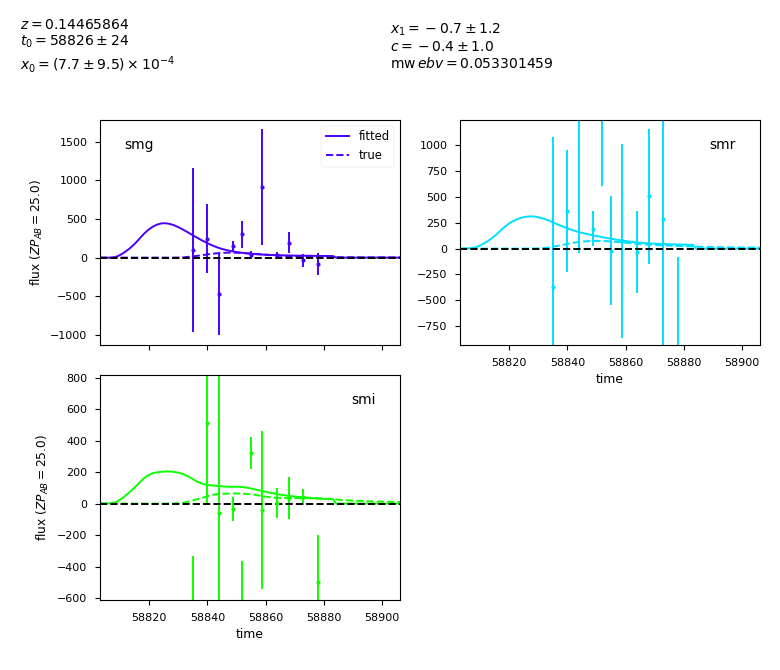 z = 0.14465864
t₀ = 58826 ± 24
x₀ = (7.7 ± 9.5) × 10⁻⁴
x₁ = −0.7 ± 1.2
c = −0.4 ± 1.0
mw ebv = 0.053301459
smg
fitted
true
1500
1000
500
0
−500
−1000
flux (ZP_AB = 25.0)
smr
1000
750
500
250
0
−250
−500
−750
58820 58840 58860 58880 58900
time
smi
800
600
400
200
0
−200
−400
−600
flux (ZP_AB = 25.0)
58820 58840 58860 58880 58900
time